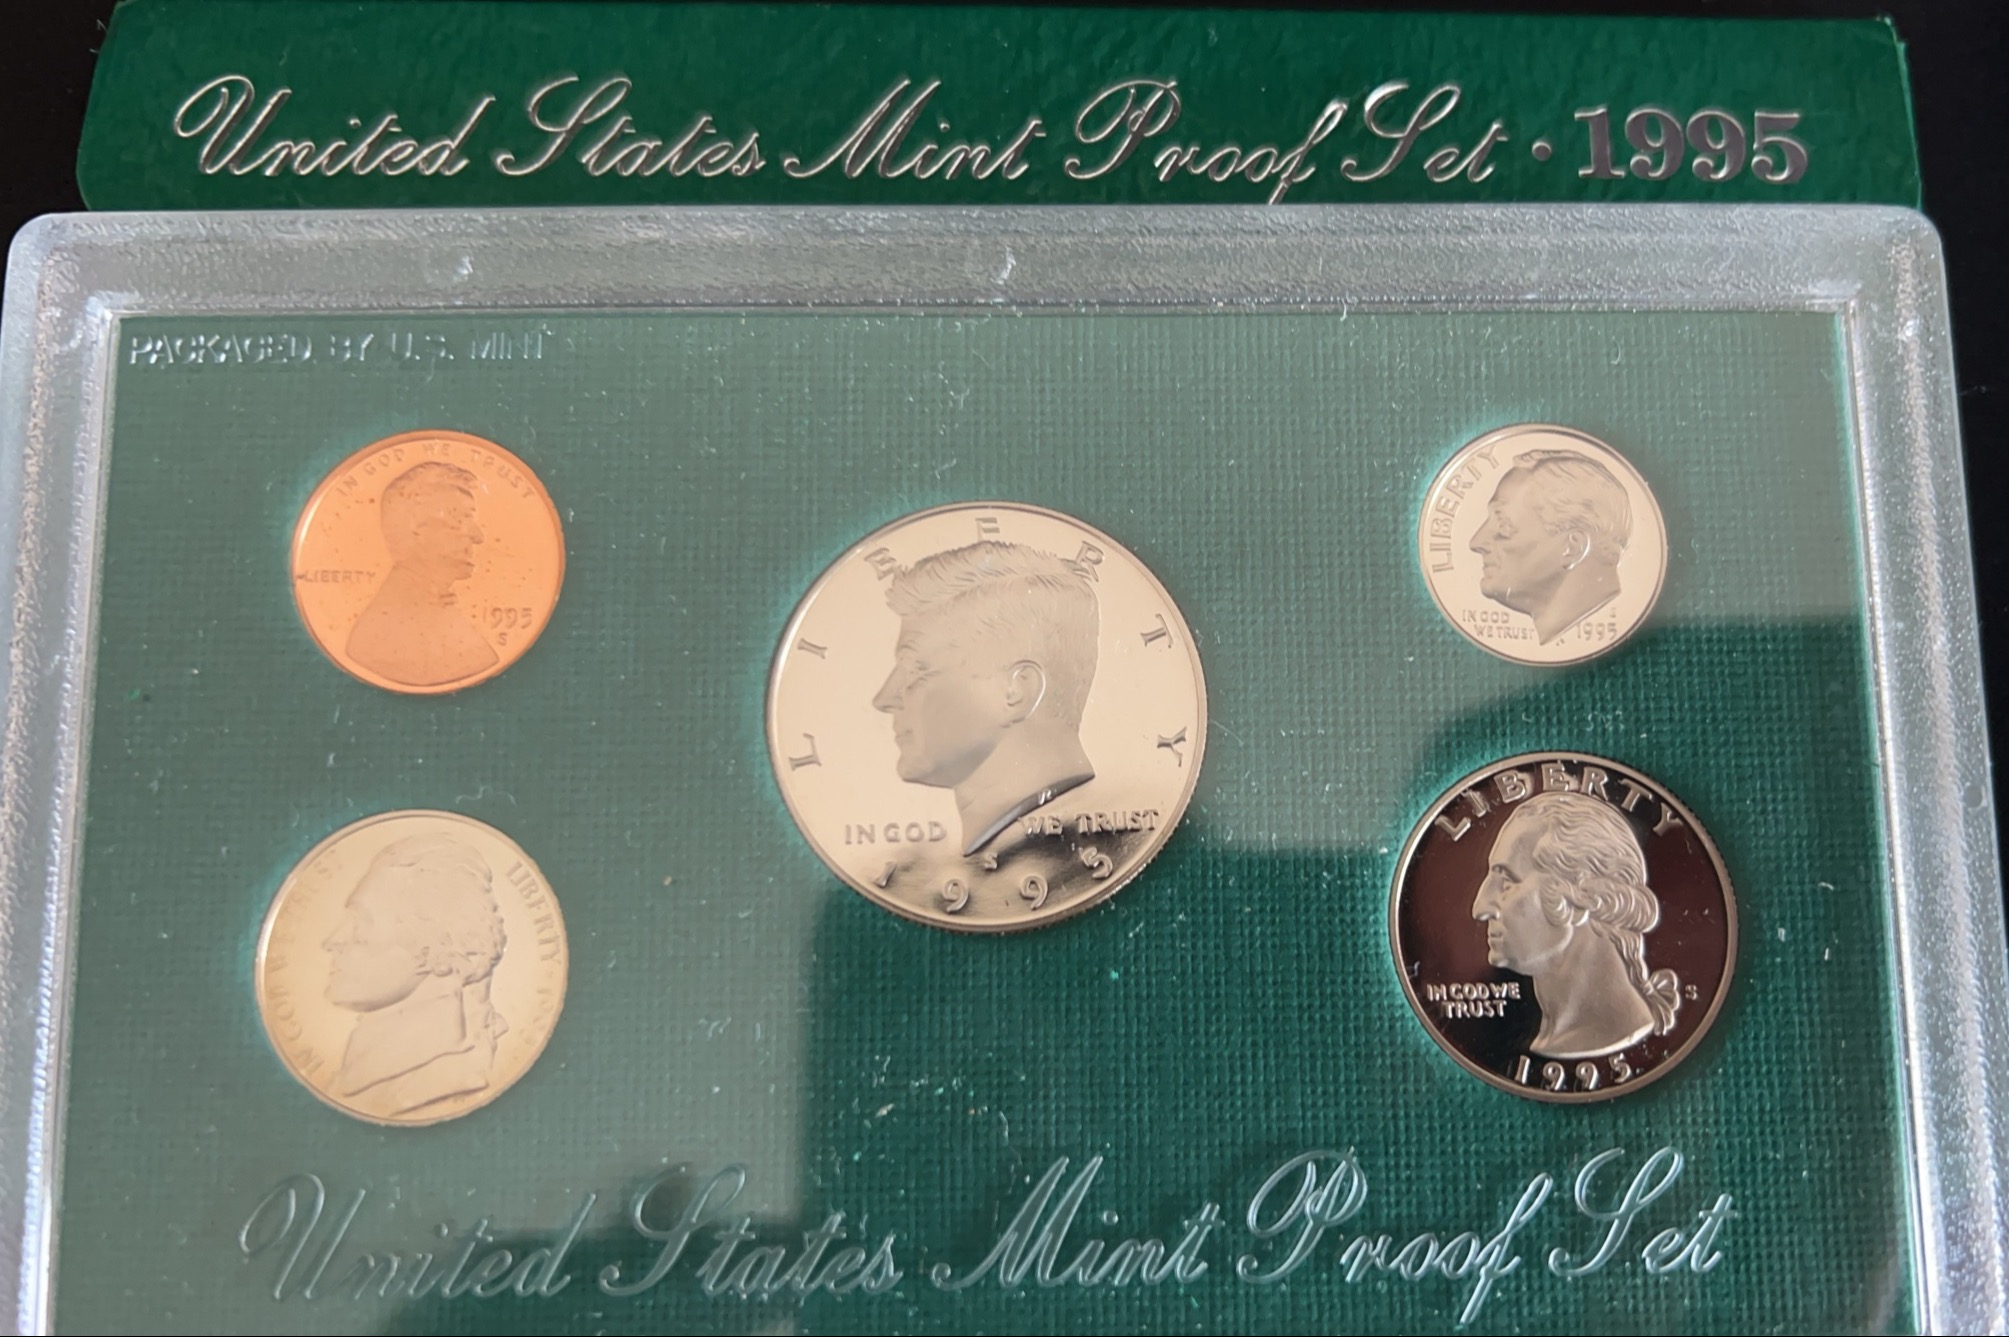 United States Mint Proof Set · 1995
PACKAGED BY U.S. MINT
IN GOD WE TRUST
LIBERTY
1995
S
LIBERTY
IN GOD WE TRUST
1995
S
LIBERTY
IN GOD
WE TRUST
1995
S
IN GOD WE TRUST
LIBERTY
LIBERTY
IN GOD WE
TRUST
S
1995
United States Mint Proof Set